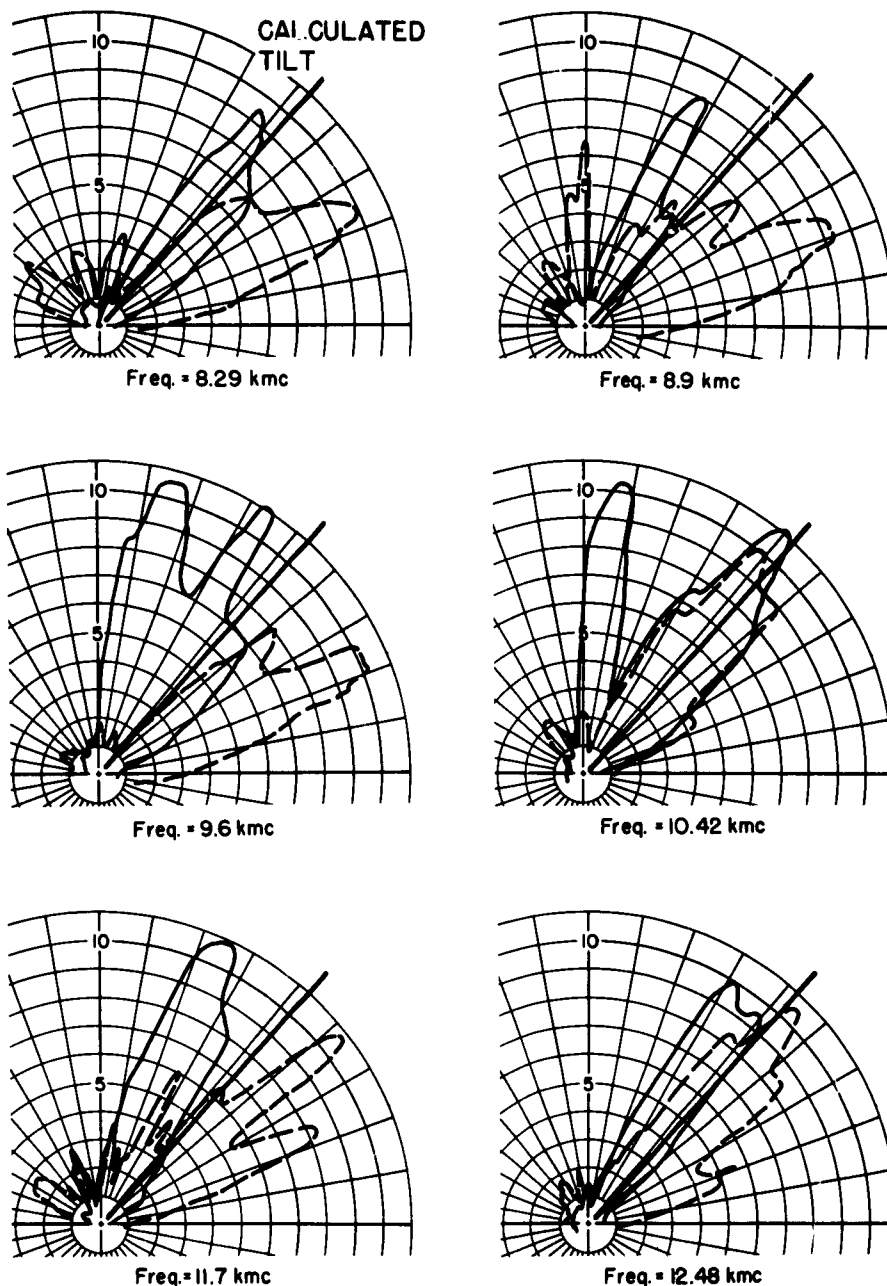 CALCULATED
TILT
10
5
Freq. = 8.29 kmc
10
5
Freq. = 8.9 kmc
10
5
Freq. = 9.6 kmc
10
5
Freq. = 10.42 kmc
10
5
Freq. = 11.7 kmc
10
5
Freq. = 12.48 kmc